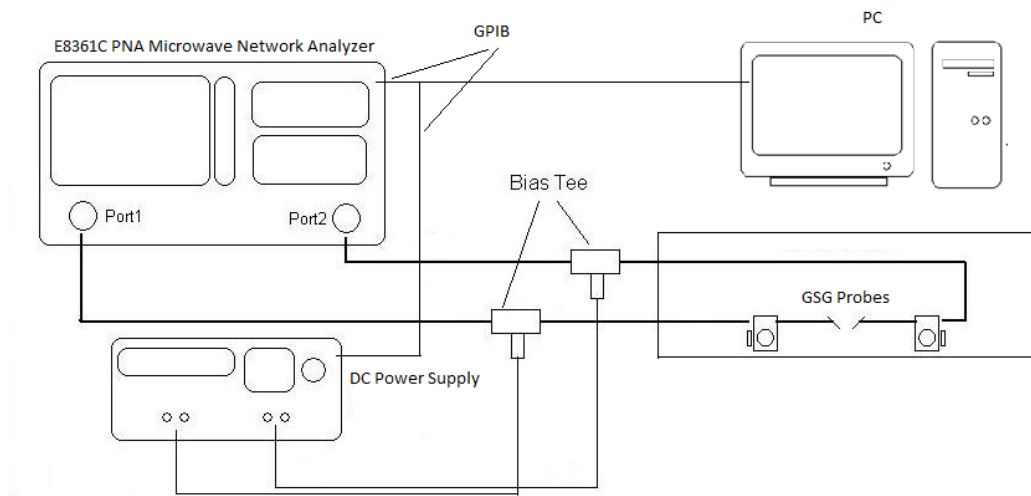 PC
GPIB
E8361C PNA Microwave Network Analyzer
Bias Tee
Port1
Port2
GSG Probes
DC Power Supply